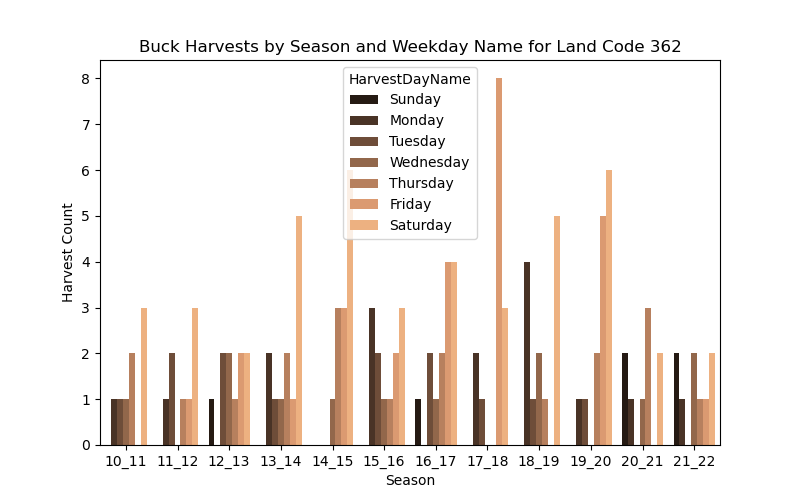 Buck Harvests by Season and Weekday Name for Land Code 362
HarvestDayName
Sunday
Monday
Tuesday
Wednesday
Thursday
Friday
Saturday
Harvest Count
8
7
6
5
4
3
2
1
0
10_11 11_12 12_13 13_14 14_15 15_16 16_17 17_18 18_19 19_20 20_21 21_22
Season